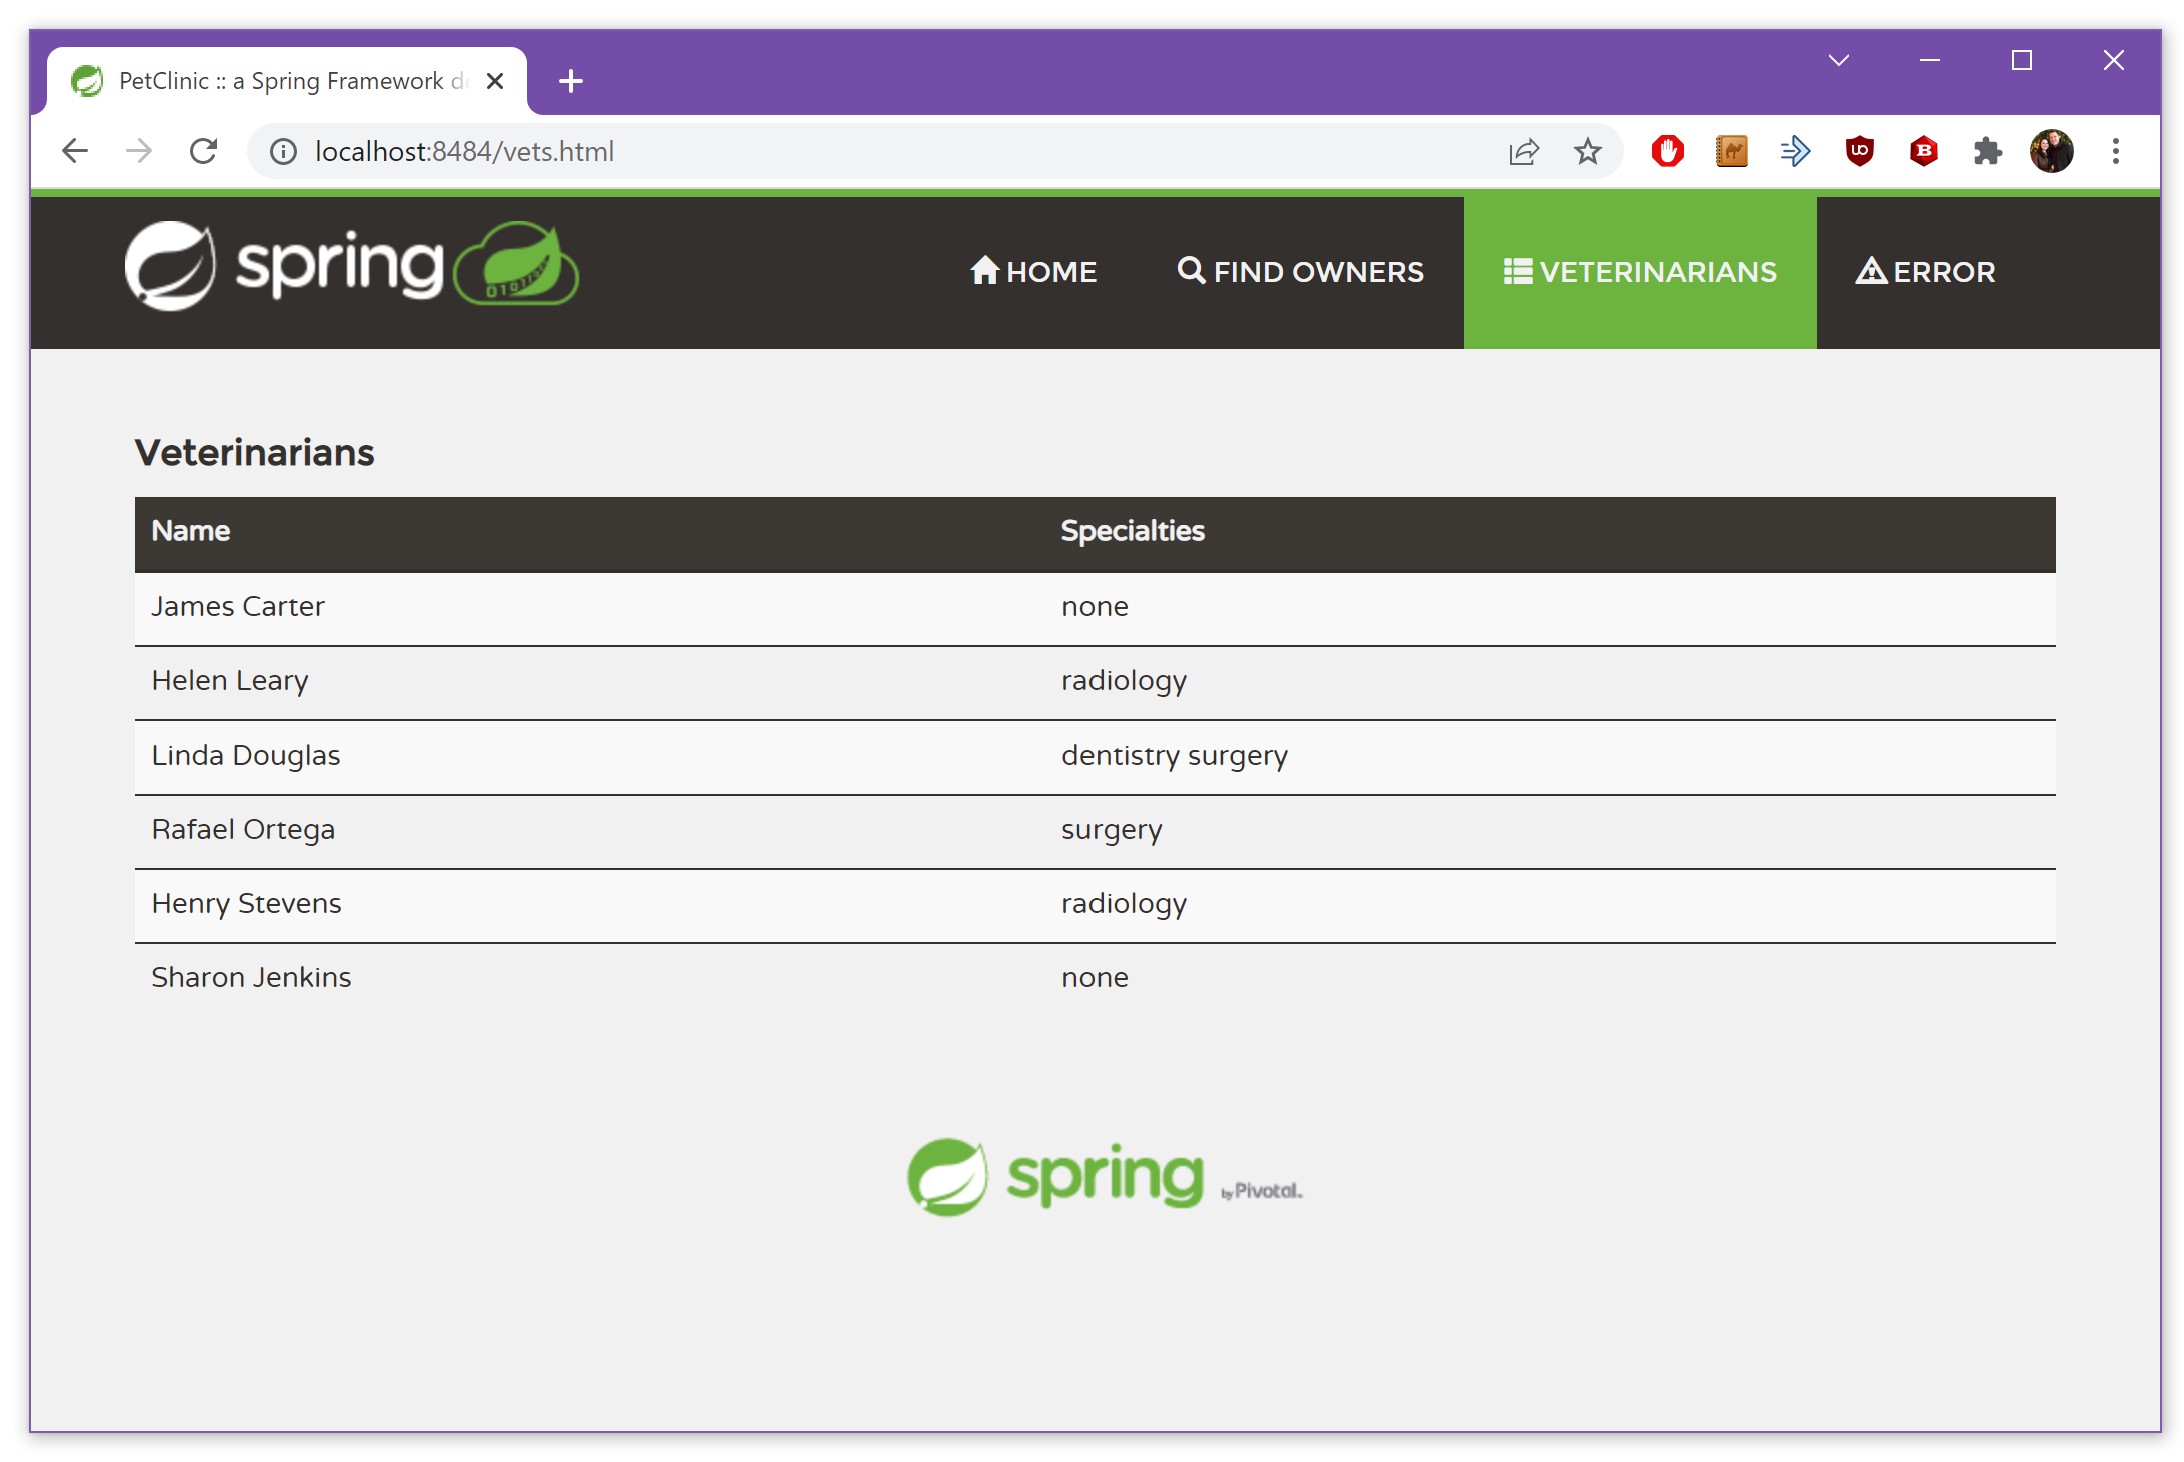 PetClinic :: a Spring Framework de
localhost:8484/vets.html
spring
HOME
FIND OWNERS
VETERINARIANS
ERROR
Veterinarians
Name Specialties
James Carter none
Helen Leary radiology
Linda Douglas dentistry surgery
Rafael Ortega surgery
Henry Stevens radiology
Sharon Jenkins none
spring by Pivotal